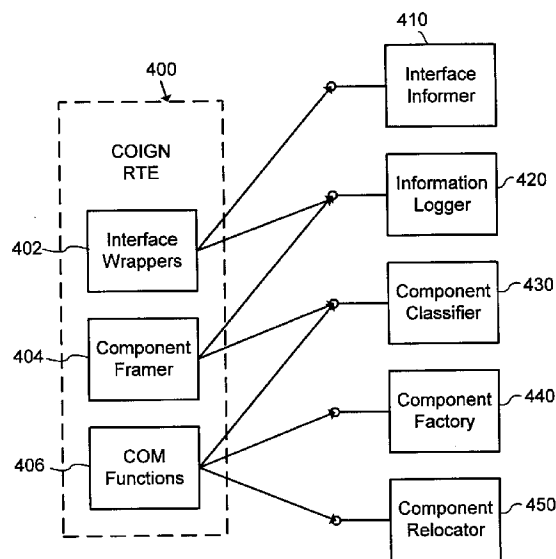 400
COIGN
RTE
402
Interface
Wrappers
404
Component
Framer
406
COM
Functions
410
Interface
Informer
420
Information
Logger
430
Component
Classifier
440
Component
Factory
450
Component
Relocator